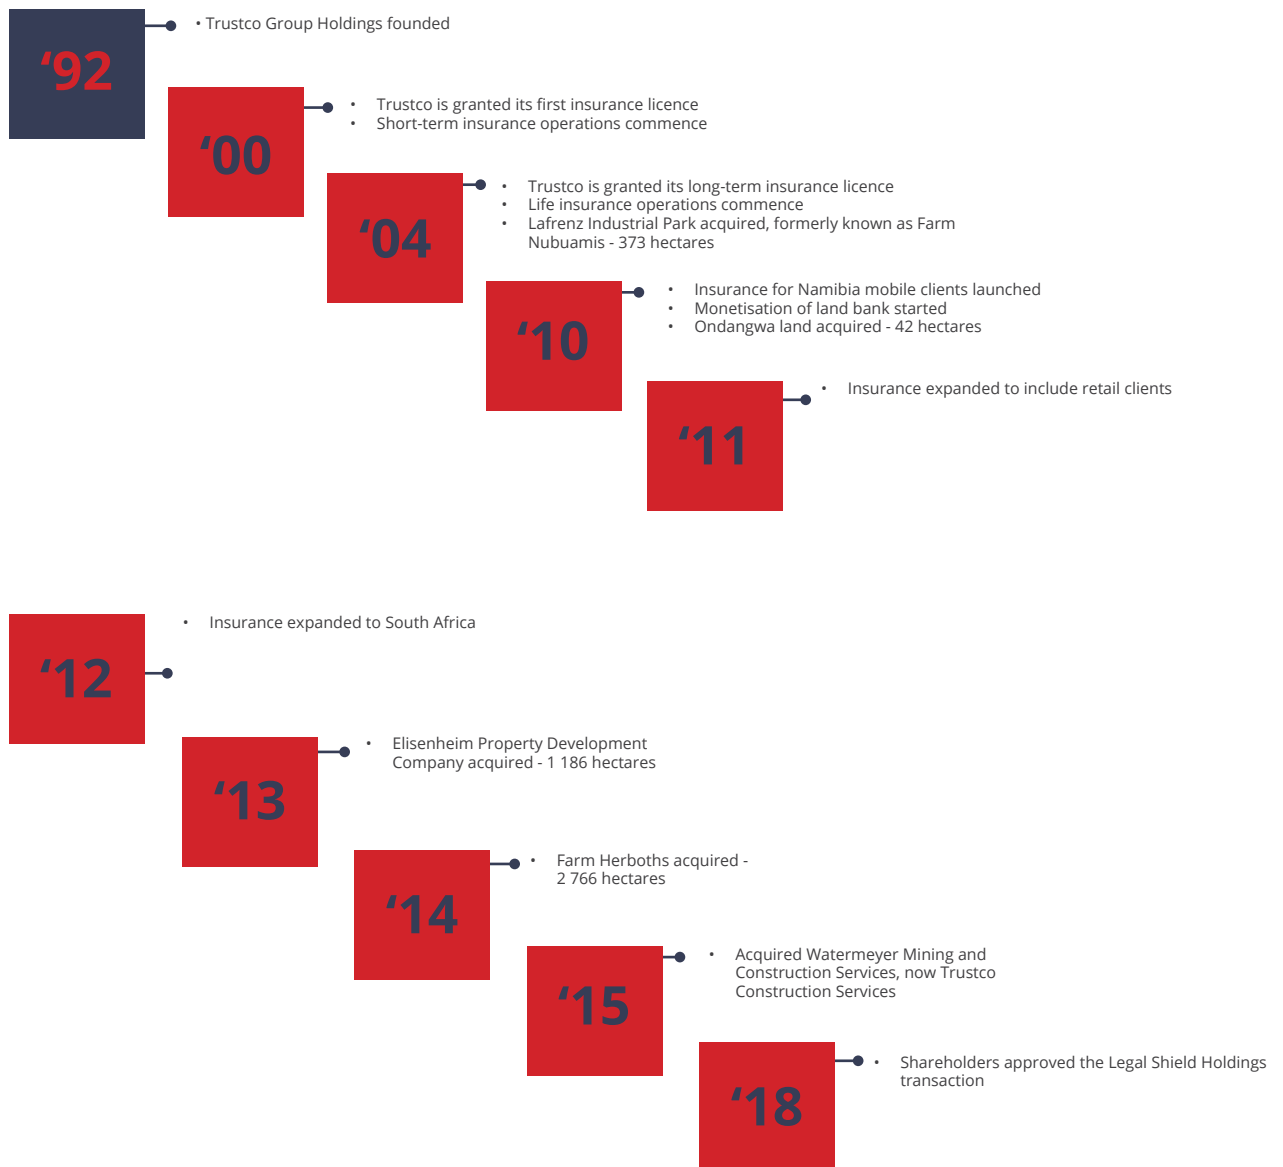 ‘92
• Trustco Group Holdings founded
‘00
• Trustco is granted its first insurance licence
• Short-term insurance operations commence
‘04
• Trustco is granted its long-term insurance licence
• Life insurance operations commence
• Lafrenz Industrial Park acquired, formerly known as Farm
Nubuamis - 373 hectares
‘10
• Insurance for Namibia mobile clients launched
• Monetisation of land bank started
• Ondangwa land acquired - 42 hectares
‘11
• Insurance expanded to include retail clients
‘12
• Insurance expanded to South Africa
‘13
• Elisenheim Property Development
Company acquired - 1 186 hectares
‘14
• Farm Herboths acquired -
2 766 hectares
‘15
• Acquired Watermeyer Mining and
Construction Services, now Trustco
Construction Services
‘18
• Shareholders approved the Legal Shield Holdings
transaction